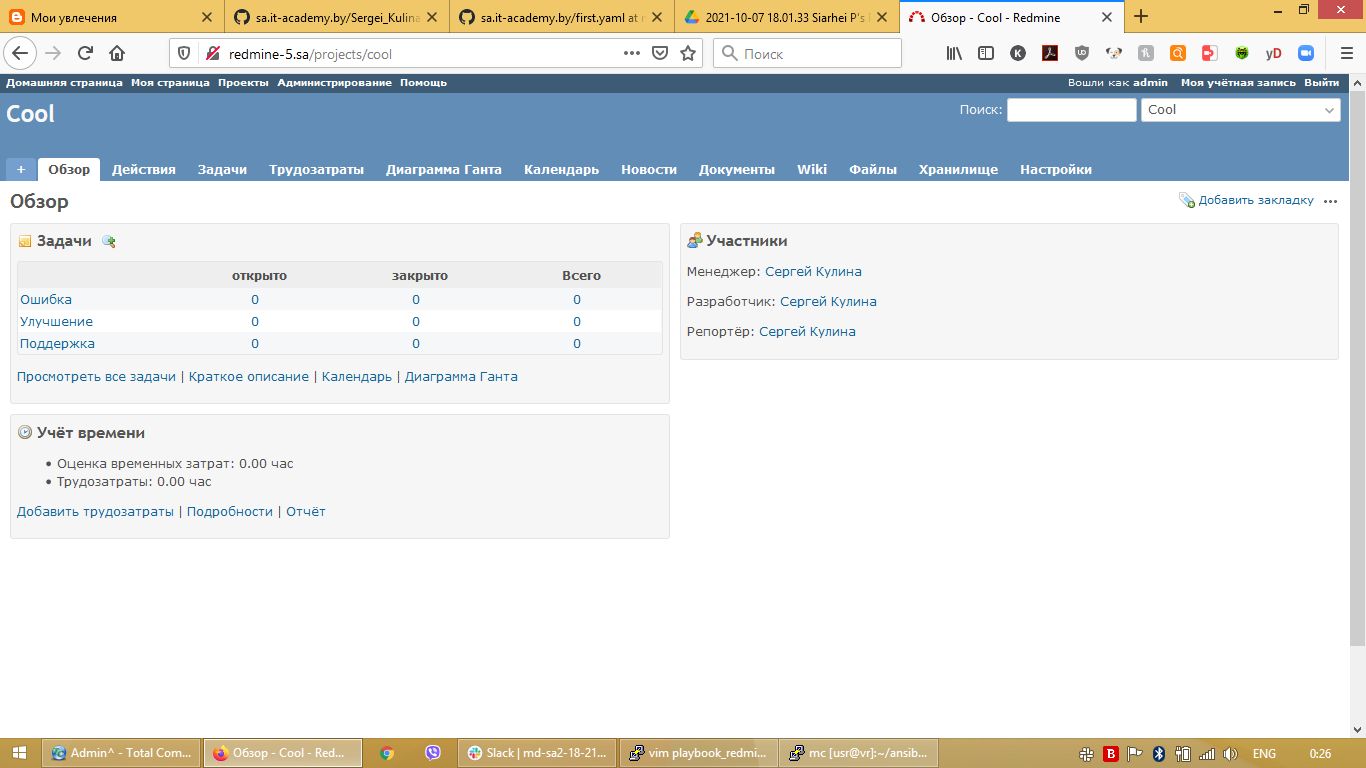 Мои увлечения
sa.it-academy.by/Sergei_Kulina
sa.it-academy.by/first.yaml at r
2021-10-07 18.01.33 Siarhei P's
Обзор - Cool - Redmine
redmine-5.sa/projects/cool
Поиск
Домашняя страница Моя страница Проекты Администрирование Помощь
Вошли как admin Моя учётная запись Выйти
Cool
Поиск:
Cool
+ Обзор Действия Задачи Трудозатраты Диаграмма Ганта Календарь Новости Документы Wiki Файлы Хранилище Настройки
Обзор
Добавить закладку
Задачи
открыто закрыто Всего
Ошибка 0 0 0
Улучшение 0 0 0
Поддержка 0 0 0
Просмотреть все задачи | Краткое описание | Календарь | Диаграмма Ганта
Учёт времени
• Оценка временных затрат: 0.00 час
• Трудозатраты: 0.00 час
Добавить трудозатраты | Подробности | Отчёт
Участники
Менеджер: Сергей Кулина
Разработчик: Сергей Кулина
Репортёр: Сергей Кулина
Admin^ - Total Com...
Обзор - Cool - Red...
Slack | md-sa2-18-21...
vim playbook_redmi...
mc [usr@vr]:~/ansib...
ENG
0:26